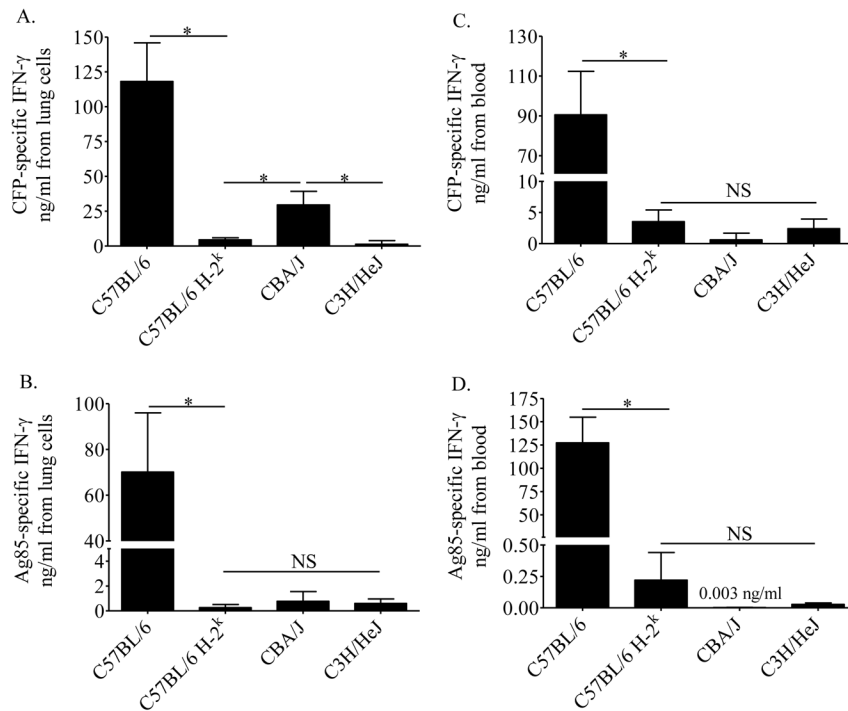 A.
CFP-specific IFN-γ
ng/ml from lung cells
150
125
100
75
50
25
0
*
*
*
C57BL/6
C57BL/6 H-2ᵏ
CBA/J
C3H/HeJ
C.
CFP-specific IFN-γ
ng/ml from blood
130
110
90
70
10
5
0
*
NS
C57BL/6
C57BL/6 H-2ᵏ
CBA/J
C3H/HeJ
B.
Ag85-specific IFN-γ
ng/ml from lung cells
100
80
60
40
4
2
0
*
NS
C57BL/6
C57BL/6 H-2ᵏ
CBA/J
C3H/HeJ
D.
Ag85-specific IFN-γ
ng/ml from blood
175
150
125
100
75
50
0.50
0.25
0.00
*
NS
0.003 ng/ml
C57BL/6
C57BL/6 H-2ᵏ
CBA/J
C3H/HeJ